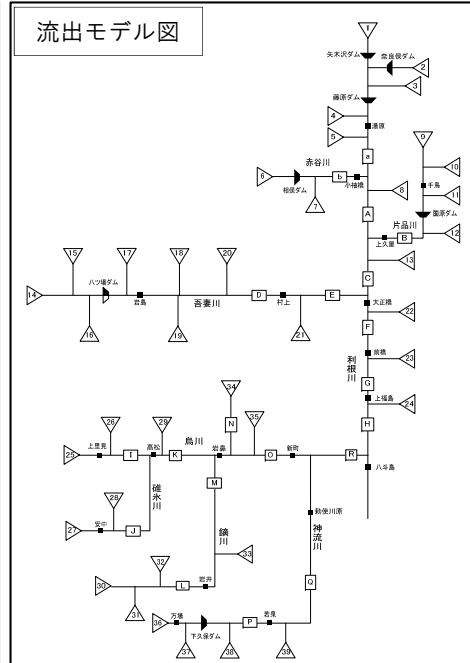 流出モデル図
1
矢木沢ダム
奈良俣ダム
2
3
藤原ダム
4
湯原
5
9
a
赤谷川
10
6
b
千鳥
相俣ダム
小袖橋
8
11
7
薗原ダム
A
片品川
12
上久屋
B
13
15
17
18
20
C
八ッ場ダム
14
岩島
吾妻川
D
村上
E
大正橋
16
19
21
22
F
前橋
23
利根川
G
34
上福島
24
26
29
35
N
H
烏川
上里見
高松
岩鼻
新町
25
I
K
O
R
八斗島
28
碓氷川
M
安中
27
J
勅使川原
鏑川
神流川
32
33
30
L
岩井
Q
31
36
万場
下久保ダム
P
若泉
37
38
39